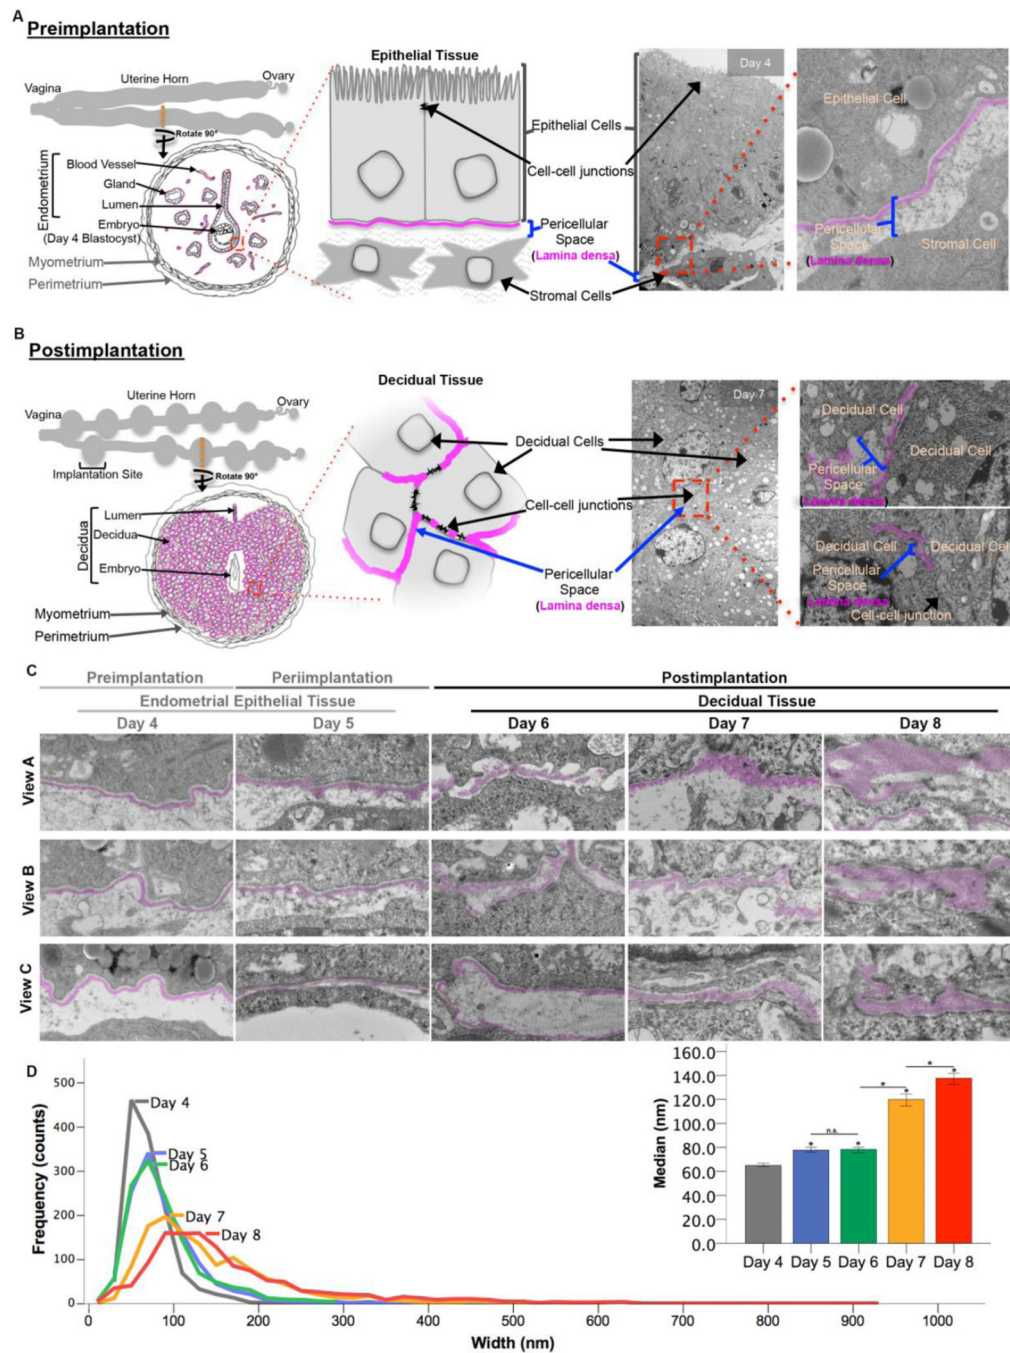 A
Preimplantation
Vagina
Uterine Horn
Ovary
Rotate 90°
Endometrium
Blood Vessel
Gland
Lumen
Embryo
(Day 4 Blastocyst)
Myometrium
Perimetrium
Epithelial Tissue
Epithelial Cells
Cell-cell junctions
Pericellular
Space
(Lamina densa)
Stromal Cells
Day 4
Epithelial Cell
Pericellular
Space
(Lamina densa)
Stromal Cell
B
Postimplantation
Vagina
Uterine Horn
Ovary
Implantation Site
Rotate 90°
Decidua
Lumen
Decidua
Embryo
Myometrium
Perimetrium
Decidual Tissue
Decidual Cells
Cell-cell junctions
Pericellular
Space
(Lamina densa)
Day 7
Decidual Cell
Decidual Cell
Pericellular
Space
(Lamina densa)
Decidual Cell
Decidual Cell
Pericellular
Space
(Lamina densa)
Cell-cell junction
C
Preimplantation Periimplantation Postimplantation
Endometrial Epithelial Tissue Decidual Tissue
Day 4 Day 5 Day 6 Day 7 Day 8
View A
View B
View C
D
Frequency (counts)
500
400
300
200
100
0
Day 4
Day 5
Day 6
Day 7
Day 8
0 100 200 300 400 500 600 700 800 900 1000
Width (nm)
Median (nm)
160.0
140.0
120.0
100.0
80.0
60.0
40.0
20.0
0.0
* n.s. * * * * *
Day 4 Day 5 Day 6 Day 7 Day 8